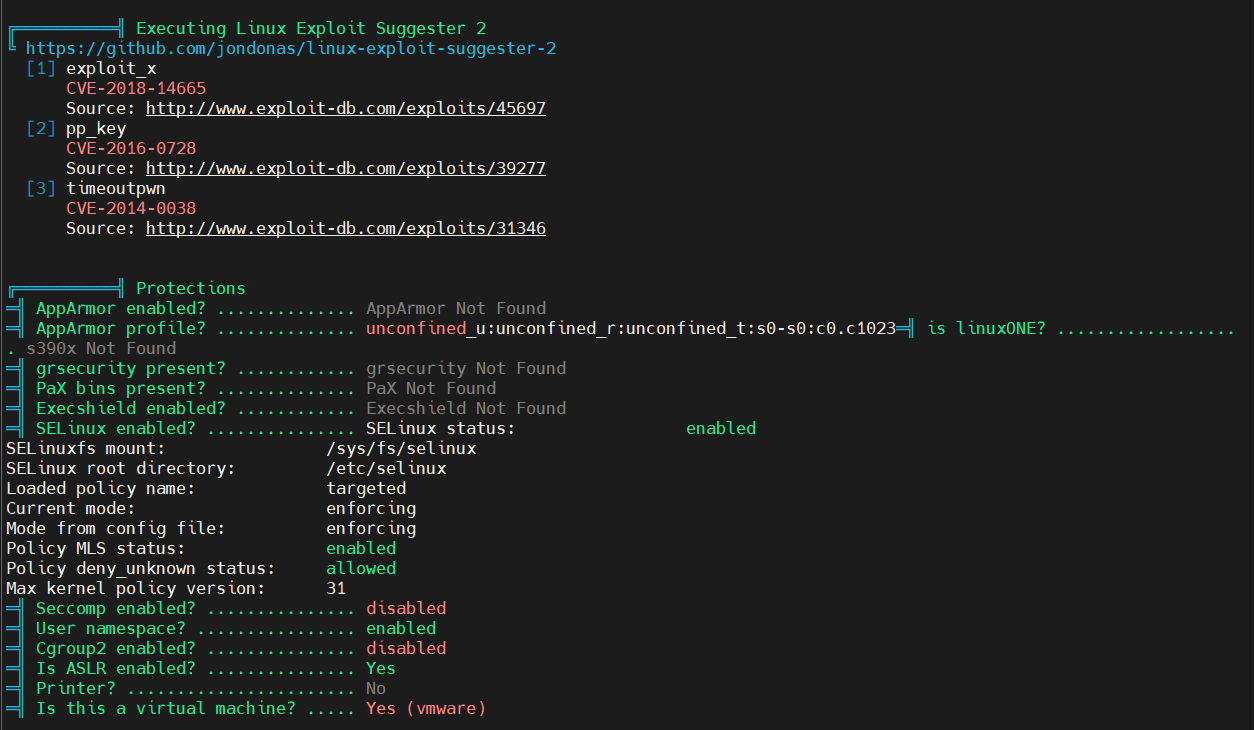 ╔══════════╣ Executing Linux Exploit Suggester 2
╚ https://github.com/jondonas/linux-exploit-suggester-2
  [1] exploit_x
      CVE-2018-14665
      Source: http://www.exploit-db.com/exploits/45697
  [2] pp_key
      CVE-2016-0728
      Source: http://www.exploit-db.com/exploits/39277
  [3] timeoutpwn
      CVE-2014-0038
      Source: http://www.exploit-db.com/exploits/31346
╔══════════╣ Protections
═╣ AppArmor enabled? .............. AppArmor Not Found
═╣ AppArmor profile? .............. unconfined_u:unconfined_r:unconfined_t:s0-s0:c0.c1023═╣ is linuxONE? ..................
. s390x Not Found
═╣ grsecurity present? ............ grsecurity Not Found
═╣ PaX bins present? .............. PaX Not Found
═╣ Execshield enabled? ............ Execshield Not Found
═╣ SELinux enabled? ............... SELinux status:                 enabled
SELinuxfs mount:                /sys/fs/selinux
SELinux root directory:         /etc/selinux
Loaded policy name:             targeted
Current mode:                   enforcing
Mode from config file:          enforcing
Policy MLS status:              enabled
Policy deny_unknown status:     allowed
Max kernel policy version:      31
═╣ Seccomp enabled? ............... disabled
═╣ User namespace? ................ enabled
═╣ Cgroup2 enabled? ............... disabled
═╣ Is ASLR enabled? ............... Yes
═╣ Printer? ....................... No
═╣ Is this a virtual machine? ..... Yes (vmware)